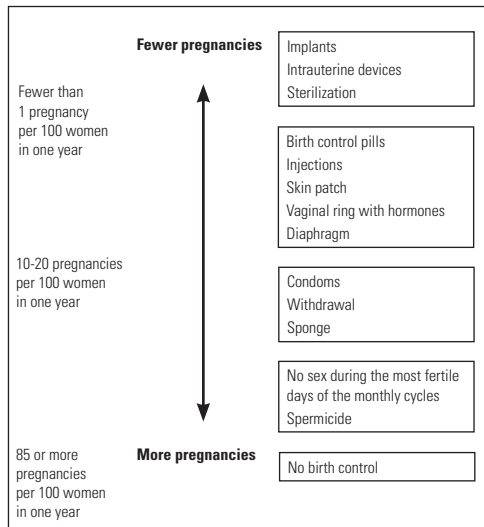 Fewer pregnancies
Implants
Intrauterine devices
Sterilization
Fewer than
1 pregnancy
per 100 women
in one year
Birth control pills
Injections
Skin patch
Vaginal ring with hormones
Diaphragm
10-20 pregnancies
per 100 women
in one year
Condoms
Withdrawal
Sponge
No sex during the most fertile
days of the monthly cycles
Spermicide
85 or more
pregnancies
per 100 women
in one year
More pregnancies
No birth control